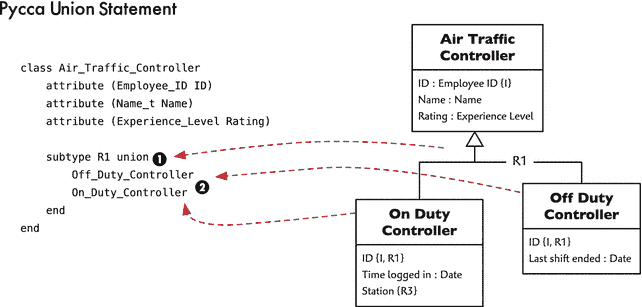 Pycca Union Statement
class Air_Traffic_Controller
attribute (Employee_ID ID)
attribute (Name_t Name)
attribute (Experience_Level Rating)
subtype R1 union 1
Off_Duty_Controller
On_Duty_Controller 2
end
end
Air Traffic
Controller
ID : Employee ID {I}
Name : Name
Rating : Experience Level
R1
On Duty
Controller
ID {I, R1}
Time logged in : Date
Station {R3}
Off Duty
Controller
ID {I, R1}
Last shift ended : Date